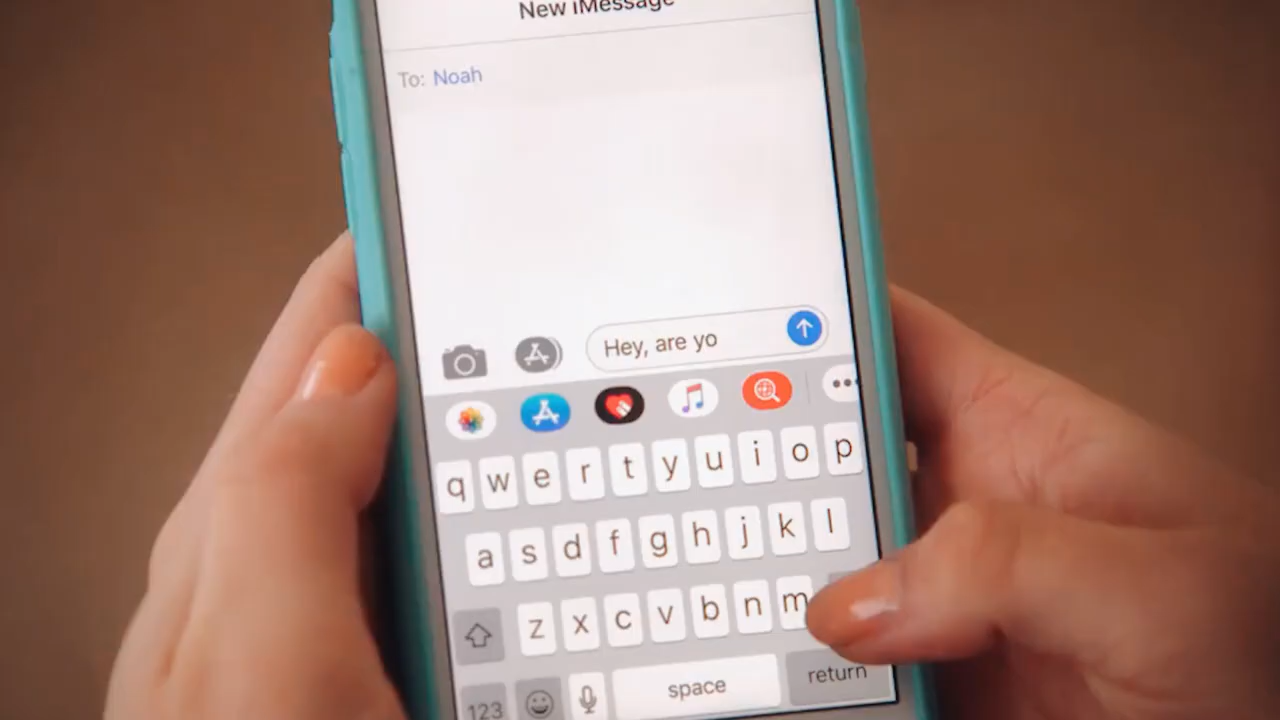 New iMessage
To: Noah
Hey, are yo
q w e r t y u i o p
a s d f g h j k l
z x c v b n m
123 space return